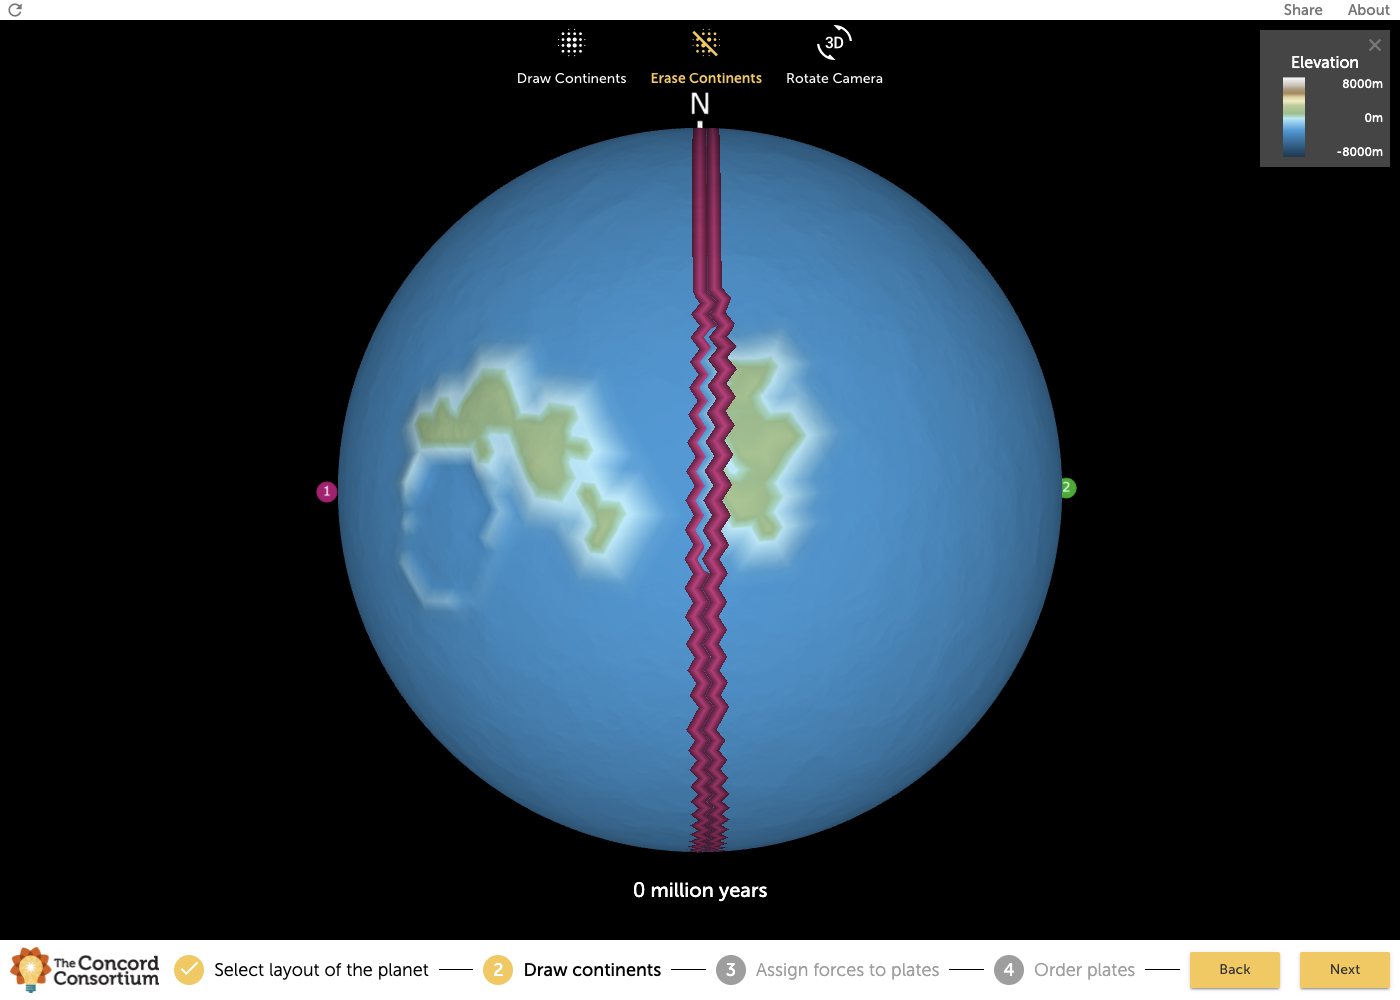 Share About
Draw Continents Erase Continents 3D Rotate Camera
Elevation
8000m
0m
-8000m
N
1 2
0 million years
The Concord Consortium
Select layout of the planet 2 Draw continents 3 Assign forces to plates 4 Order plates Back Next